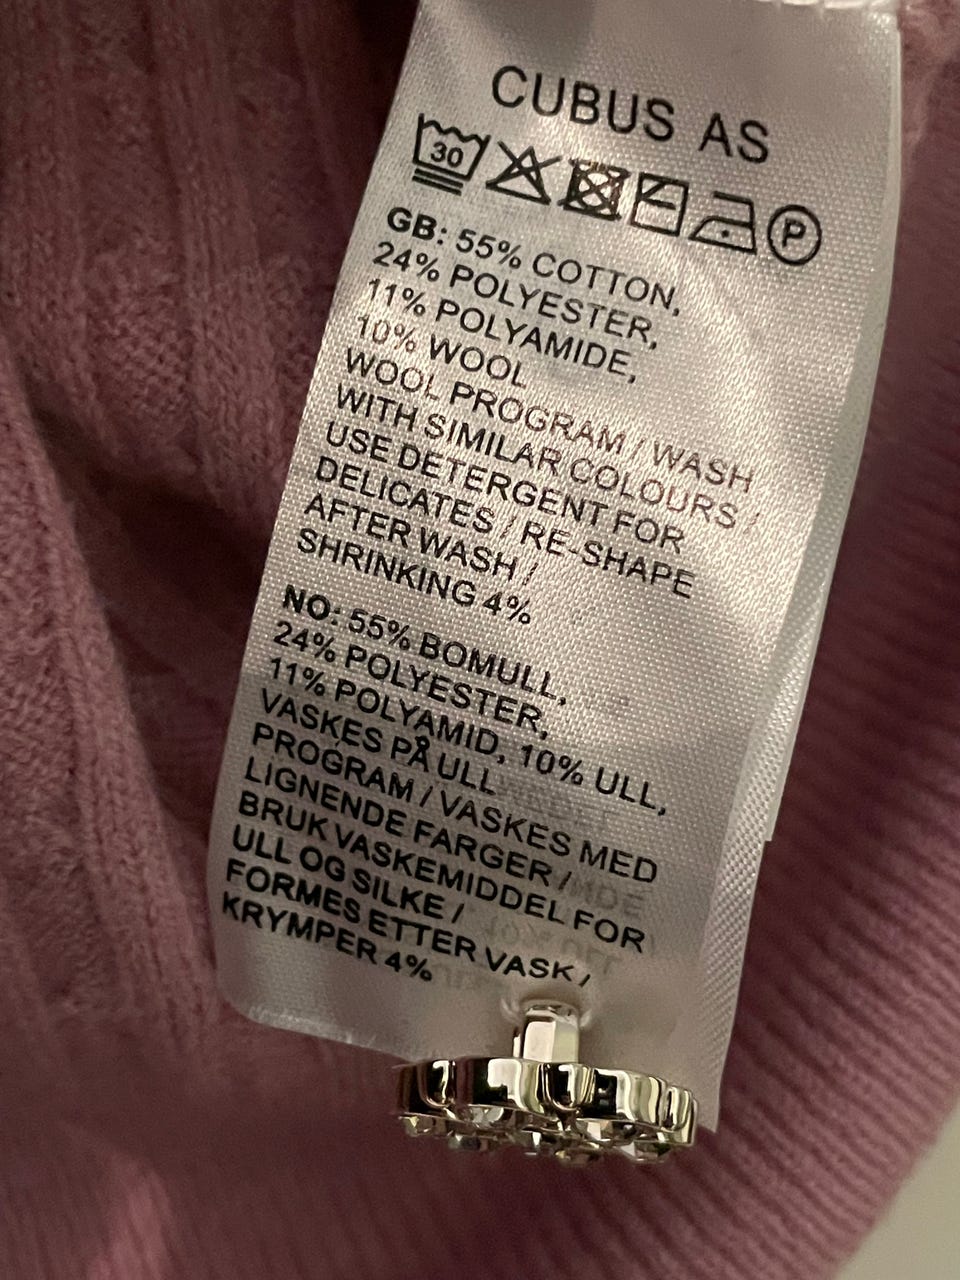 CUBUS AS
30 P
GB: 55% COTTON,
24% POLYESTER,
11% POLYAMIDE,
10% WOOL
WOOL PROGRAM / WASH
WITH SIMILAR COLOURS /
USE DETERGENT FOR
DELICATES / RE-SHAPE
AFTER WASH /
SHRINKING 4%
NO: 55% BOMULL,
24% POLYESTER,
11% POLYAMID, 10% ULL,
VASKES PÅ ULL
PROGRAM / VASKES MED
LIGNENDE FARGER /
BRUK VASKEMIDDEL FOR
ULL OG SILKE /
FORMES ETTER VASK /
KRYMPER 4%